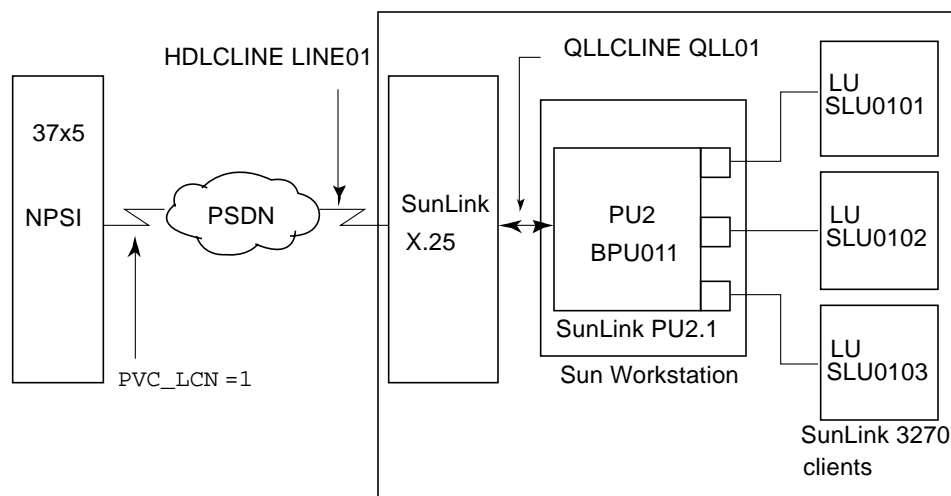 HDLCLINE LINE01
QLLCLINE QLL01
37x5
NPSI
PSDN
SunLink
X.25
PU2
BPU011
SunLink PU2.1
Sun Workstation
PVC_LCN =1
LU
SLU0101
LU
SLU0102
LU
SLU0103
SunLink 3270
clients